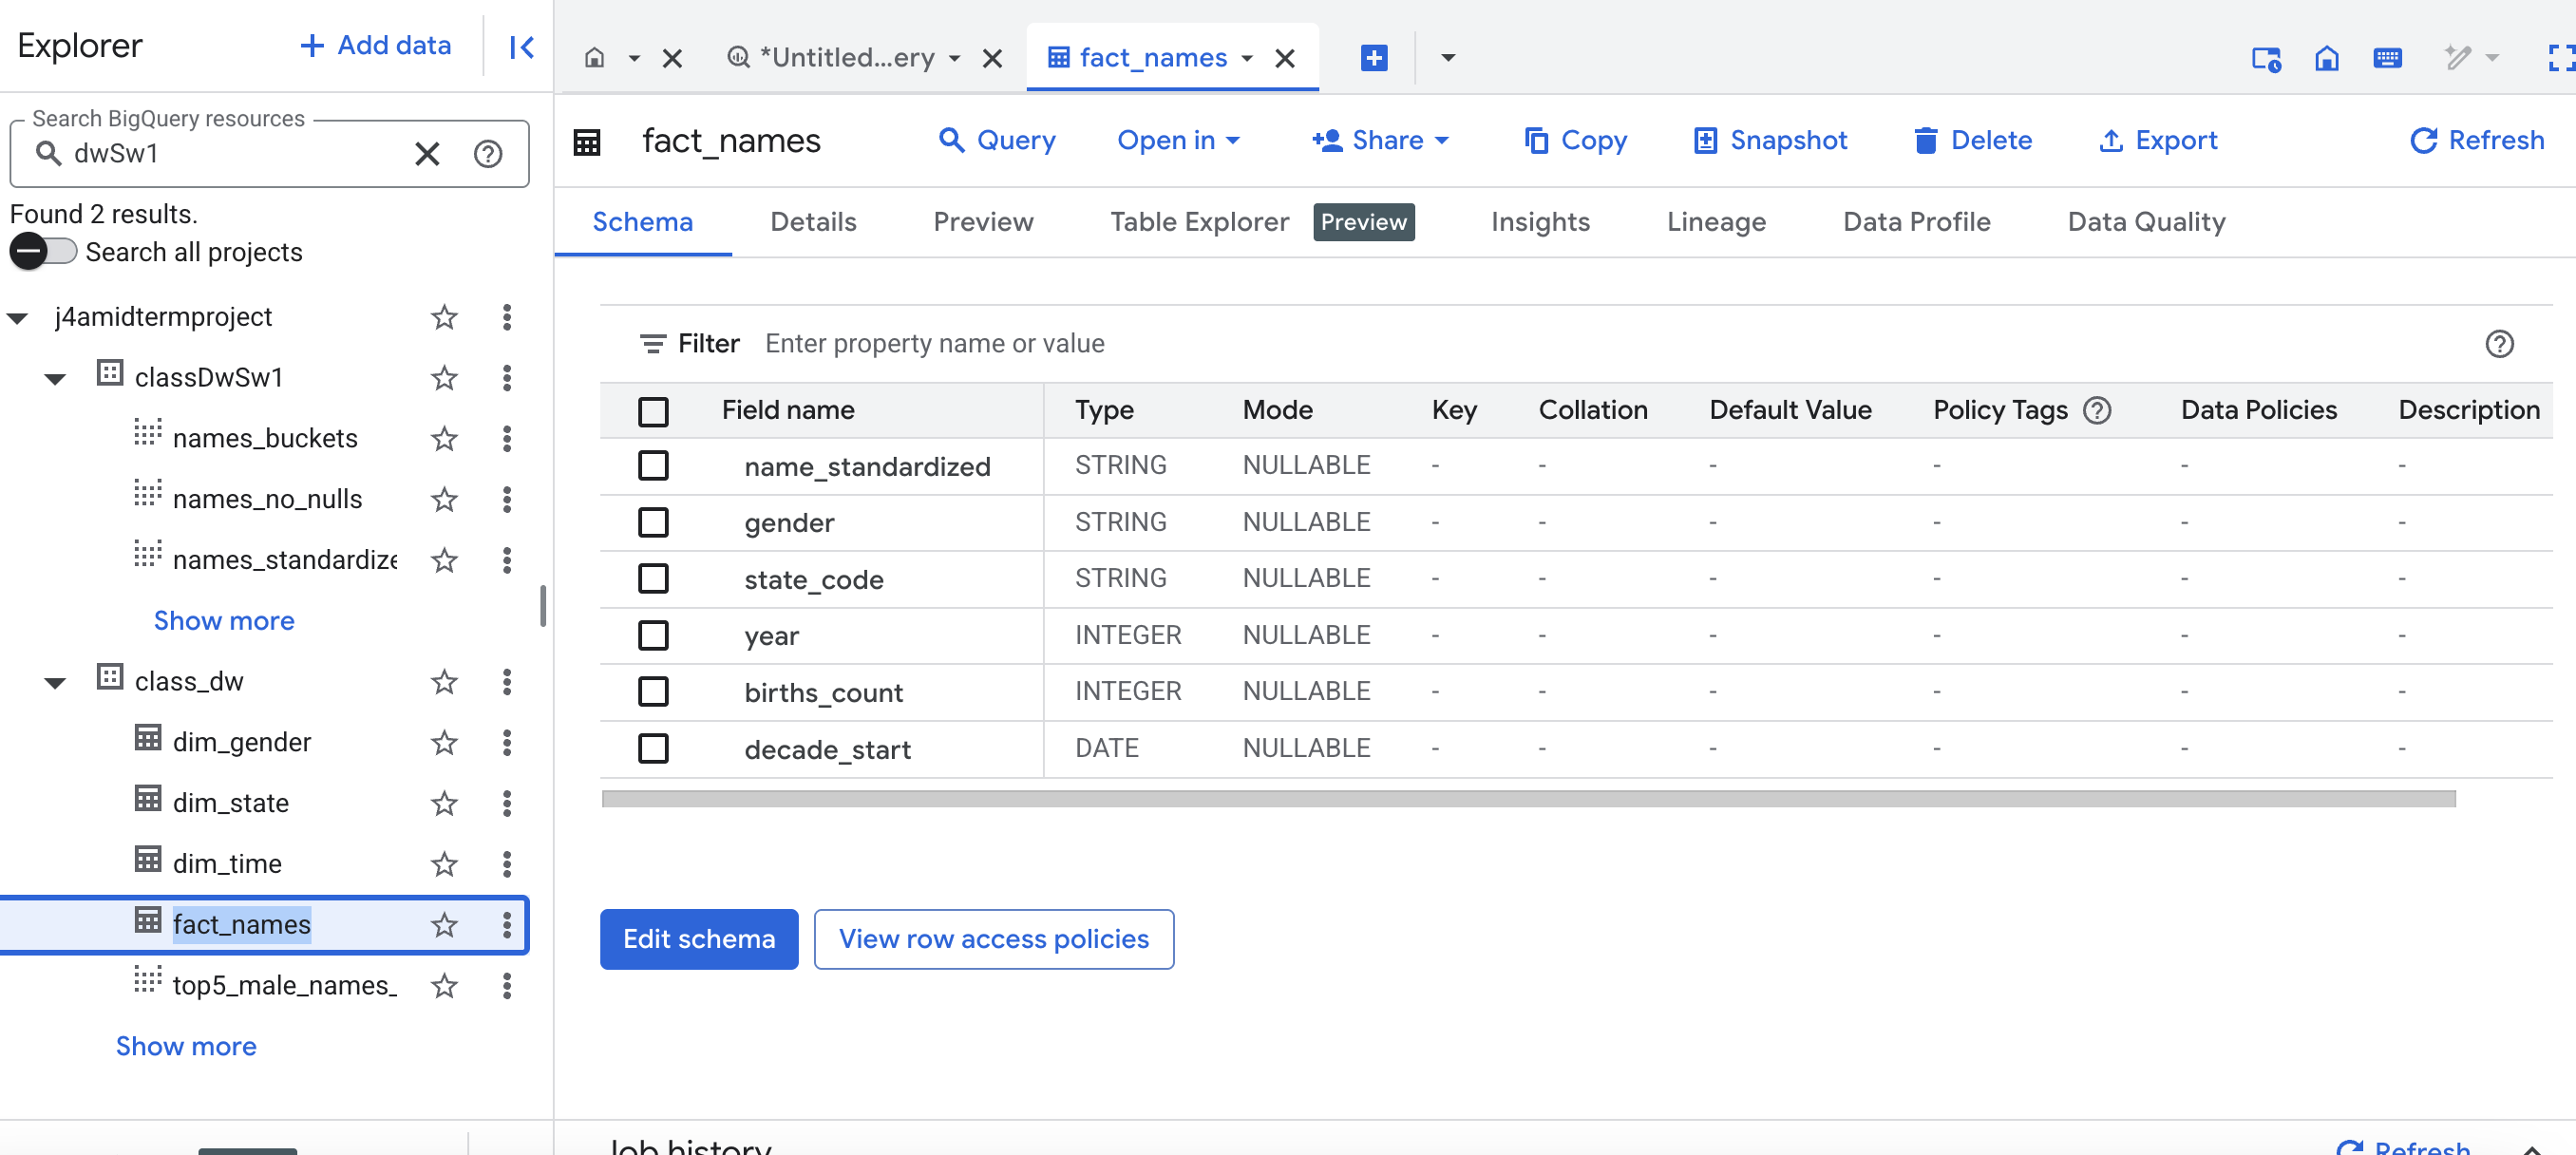 Explorer
+ Add data
Search BigQuery resources
dwSw1
Found 2 results.
Search all projects
j4amidtermproject
classDwSw1
names_buckets
names_no_nulls
names_standardize
Show more
class_dw
dim_gender
dim_state
dim_time
fact_names
top5_male_names_
Show more
*Untitled...ery
fact_names
fact_names
Query Open in Share Copy Snapshot Delete Export Refresh
Schema Details Preview Table Explorer Preview Insights Lineage Data Profile Data Quality
Filter Enter property name or value
Field name Type Mode Key Collation Default Value Policy Tags Data Policies Description
name_standardized STRING NULLABLE - - - - - -
gender STRING NULLABLE - - - - - -
state_code STRING NULLABLE - - - - - -
year INTEGER NULLABLE - - - - - -
births_count INTEGER NULLABLE - - - - - -
decade_start DATE NULLABLE - - - - - -
Edit schema View row access policies
Job history Refresh